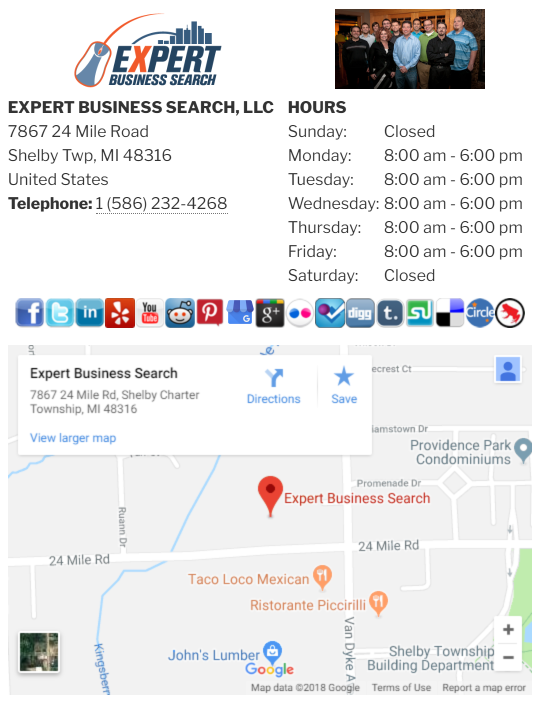 EXPERT
BUSINESS SEARCH
EXPERT BUSINESS SEARCH, LLC
7867 24 Mile Road
Shelby Twp, MI 48316
United States
Telephone: 1 (586) 232-4268
HOURS
Sunday: Closed
Monday: 8:00 am - 6:00 pm
Tuesday: 8:00 am - 6:00 pm
Wednesday: 8:00 am - 6:00 pm
Thursday: 8:00 am - 6:00 pm
Friday: 8:00 am - 6:00 pm
Saturday: Closed
f t in You Tube g+ digg t. Circle
Expert Business Search
7867 24 Mile Rd, Shelby Charter
Township, MI 48316
View larger map
Directions
Save
Providence Park
Condominiums
Promenade Dr
Expert Business Search
Ruann Dr
24 Mile Rd
24 Mile Rd
Taco Loco Mexican
Ristorante Piccirilli
Van Dyke A
John's Lumber
Shelby Township
Building Department
Google
Map data ©2018 Google Terms of Use Report a map error